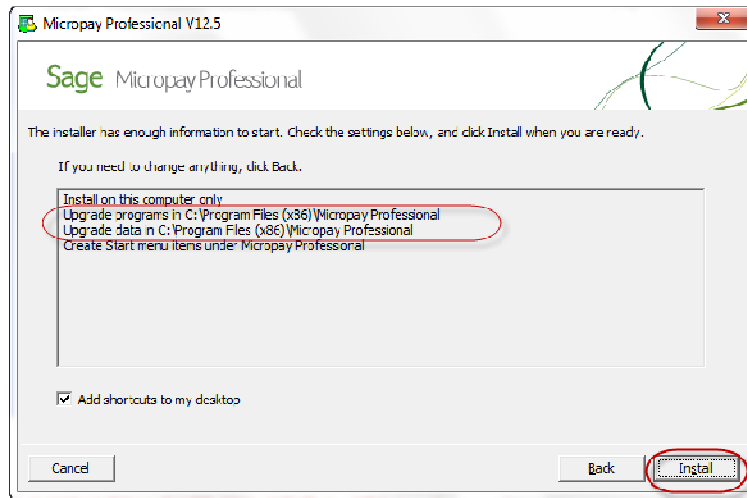 Micropay Professional V12.5
Sage Micropay Professional
The installer has enough information to start. Check the settings below, and click Install when you are ready.
If you need to change anything, click Back.
Install on this computer only
Upgrade programs in C:\Program Files (x86)\Micropay Professional
Upgrade data in C:\Program Files (x86)\Micropay Professional
Create Start menu items under Micropay Professional
Add shortcuts to my desktop
Cancel
Back
Install